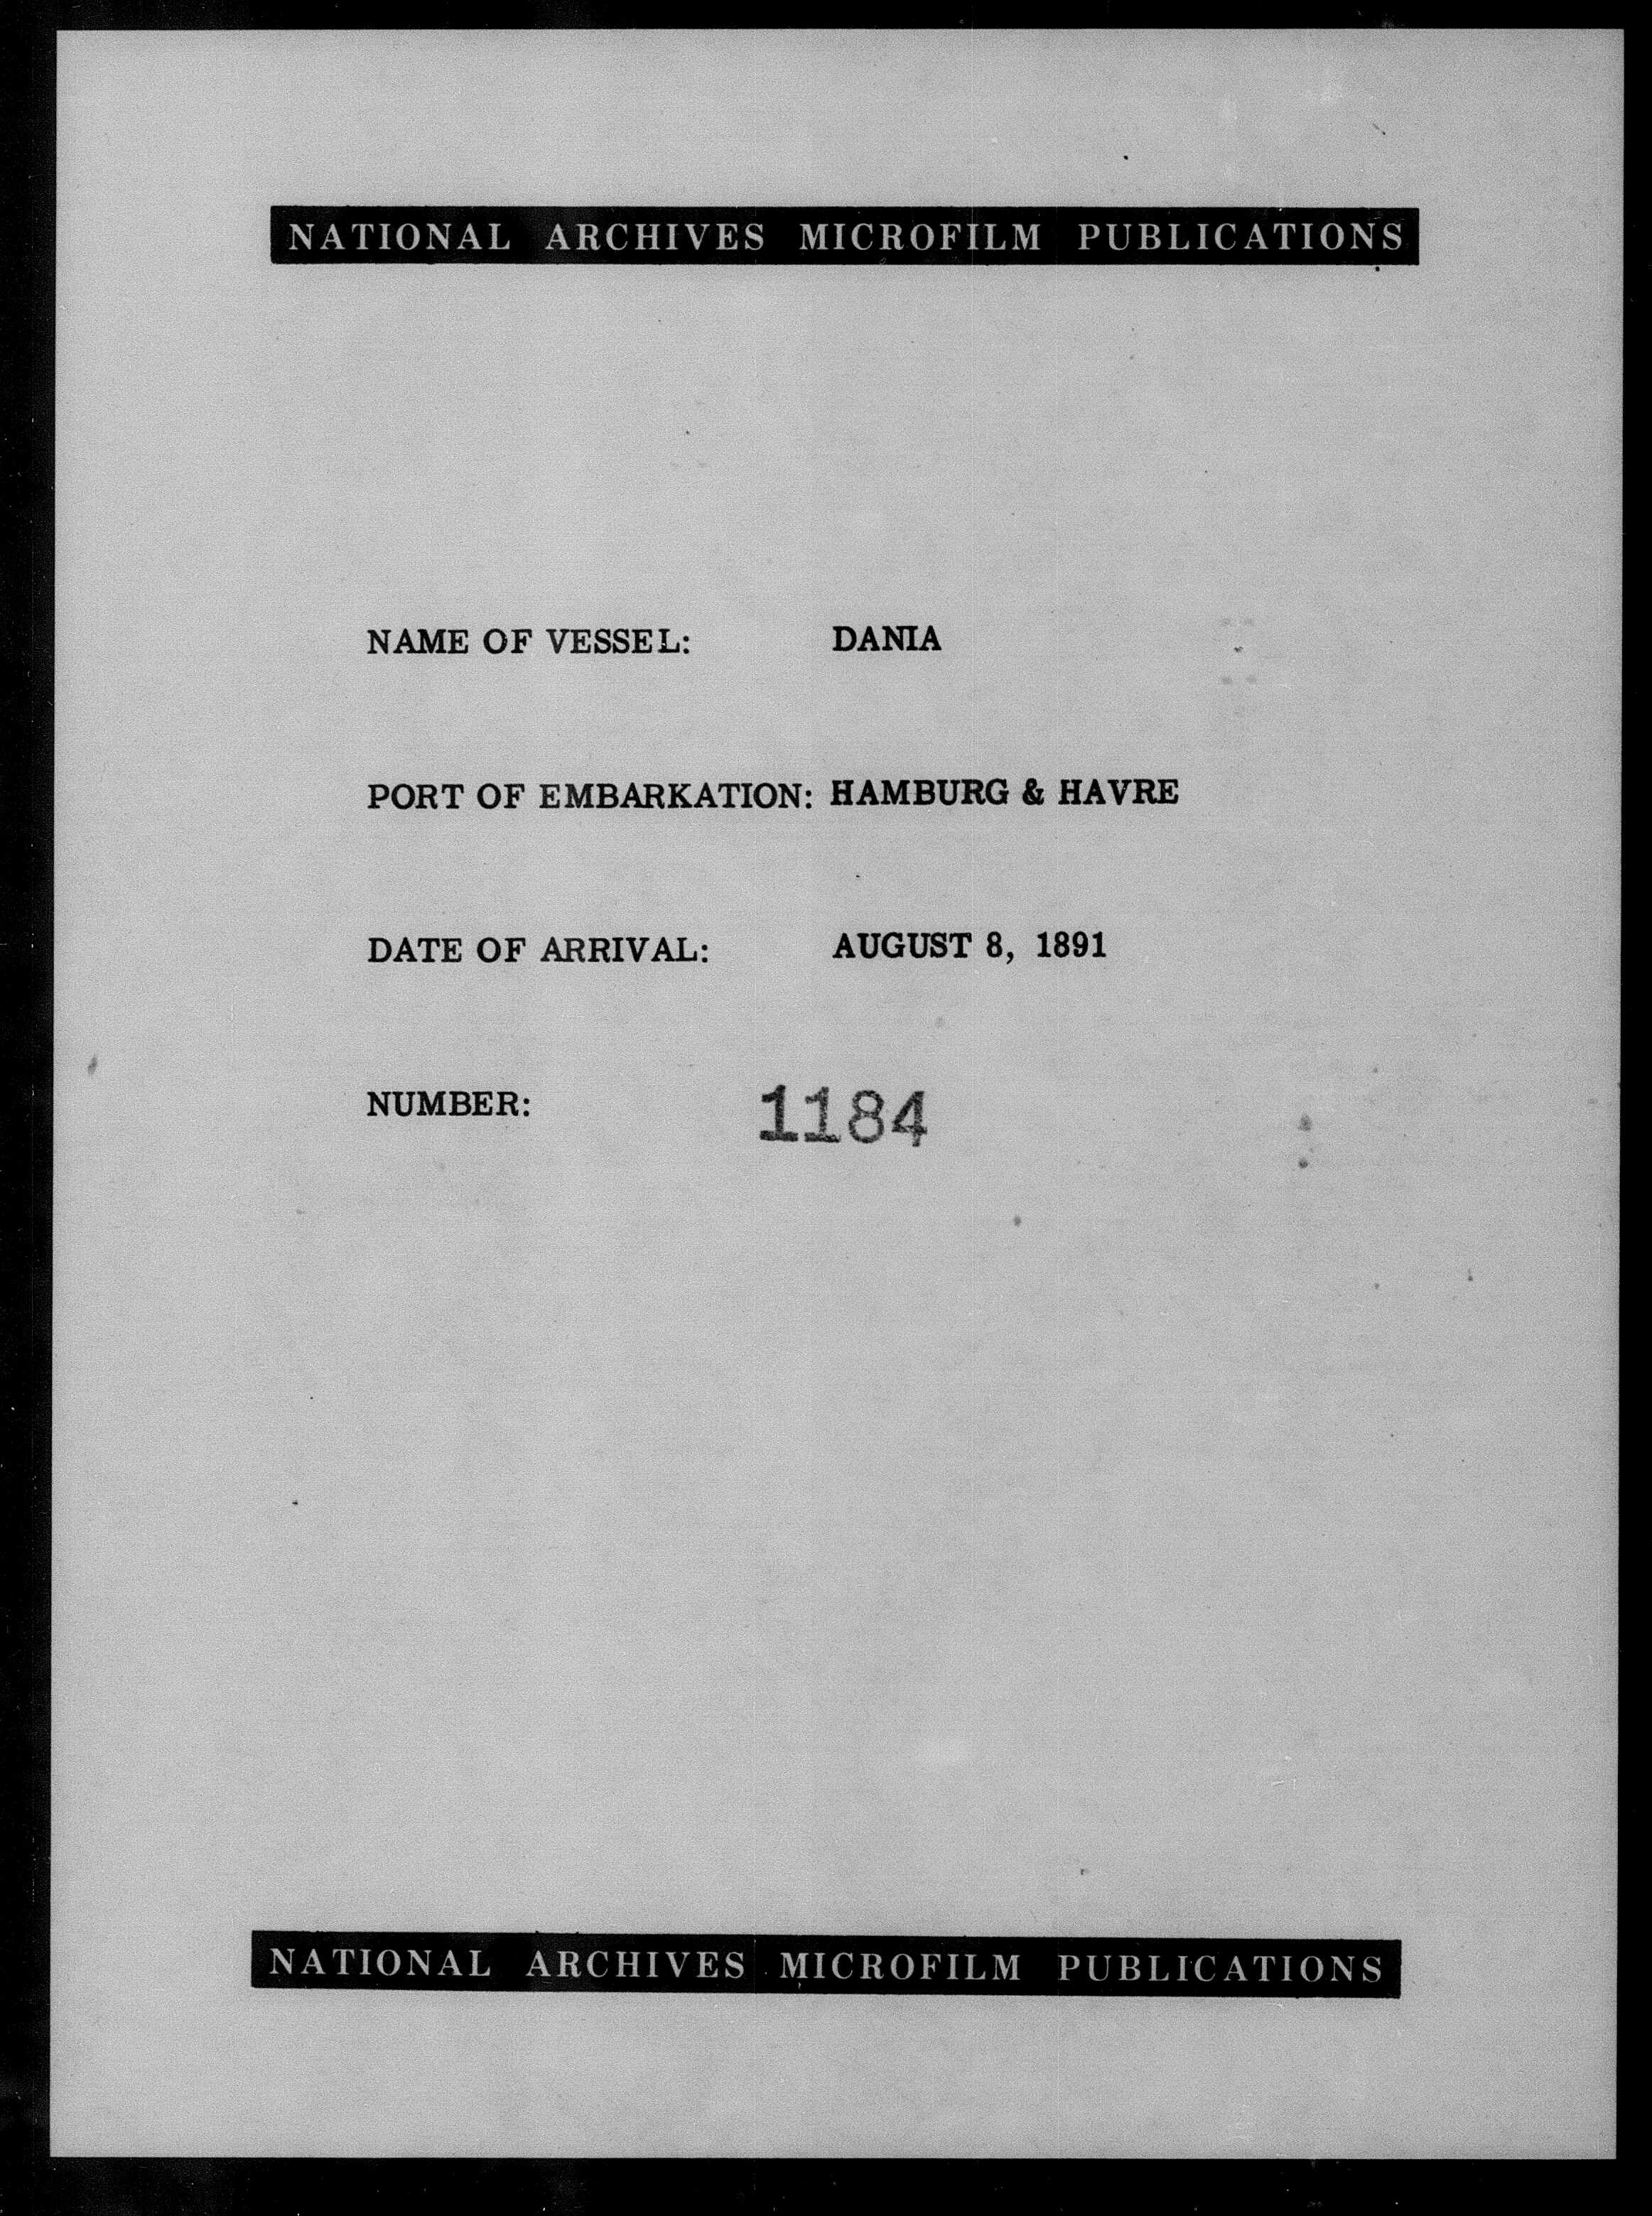 NATIONAL ARCHIVES MICROFILM PUBLICATIONS
NAME OF VESSEL: DANIA
PORT OF EMBARKATION: HAMBURG & HAVRE
DATE OF ARRIVAL: AUGUST 8, 1891
NUMBER: 1184
NATIONAL ARCHIVES MICROFILM PUBLICATIONS